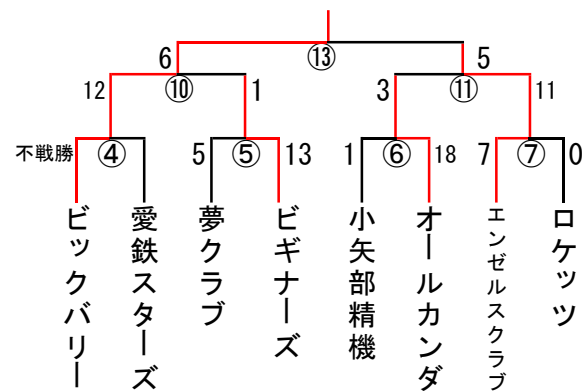 6 ⑬ 5
12 ⑩ 1 3 ⑪ 11
不戦勝 ④ 5 ⑤ 13 1 ⑥ 18 7 ⑦ 0
ビックバリー
愛鉄スターズ
夢クラブ
ビギナーズ
小矢部精機
オールカンダ
エンゼルスクラブ
ロケッツ